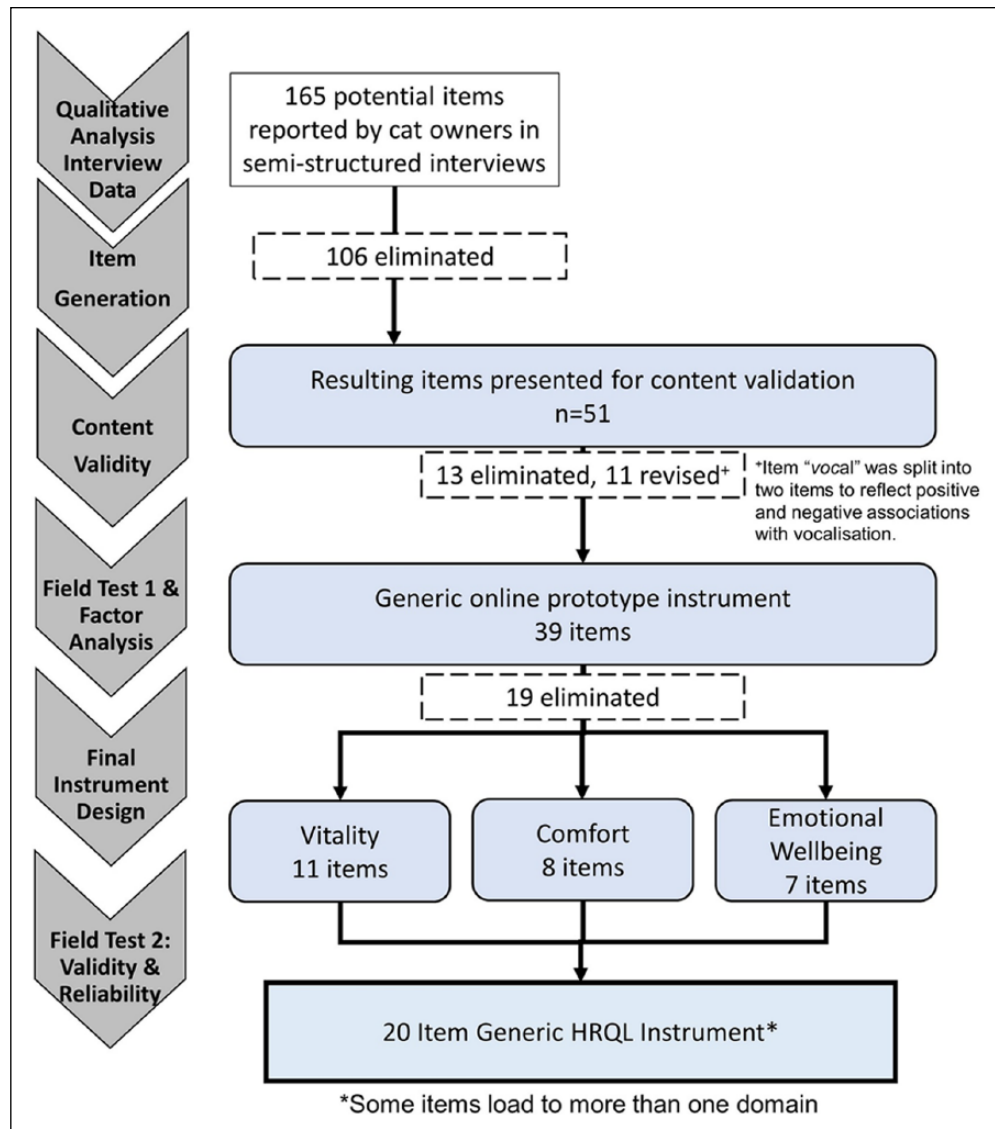 Qualitative
Analysis
Interview
Data
Item
Generation
Content
Validity
Field Test 1 &
Factor
Analysis
Final
Instrument
Design
Field Test 2:
Validity &
Reliability
165 potential items
reported by cat owners in
semi-structured interviews
106 eliminated
Resulting items presented for content validation
n=51
13 eliminated, 11 revised⁺
⁺Item “vocal” was split into
two items to reflect positive
and negative associations
with vocalisation.
Generic online prototype instrument
39 items
19 eliminated
Vitality
11 items
Comfort
8 items
Emotional
Wellbeing
7 items
20 Item Generic HRQL Instrument*
*Some items load to more than one domain